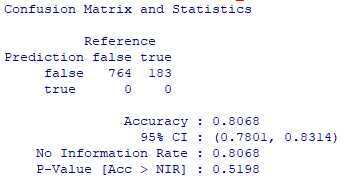 Confusion Matrix and Statistics
Reference
Prediction false true
false 764 183
true 0 0
Accuracy : 0.8068
95% CI : (0.7801, 0.8314)
No Information Rate : 0.8068
P-Value [Acc > NIR] : 0.5198